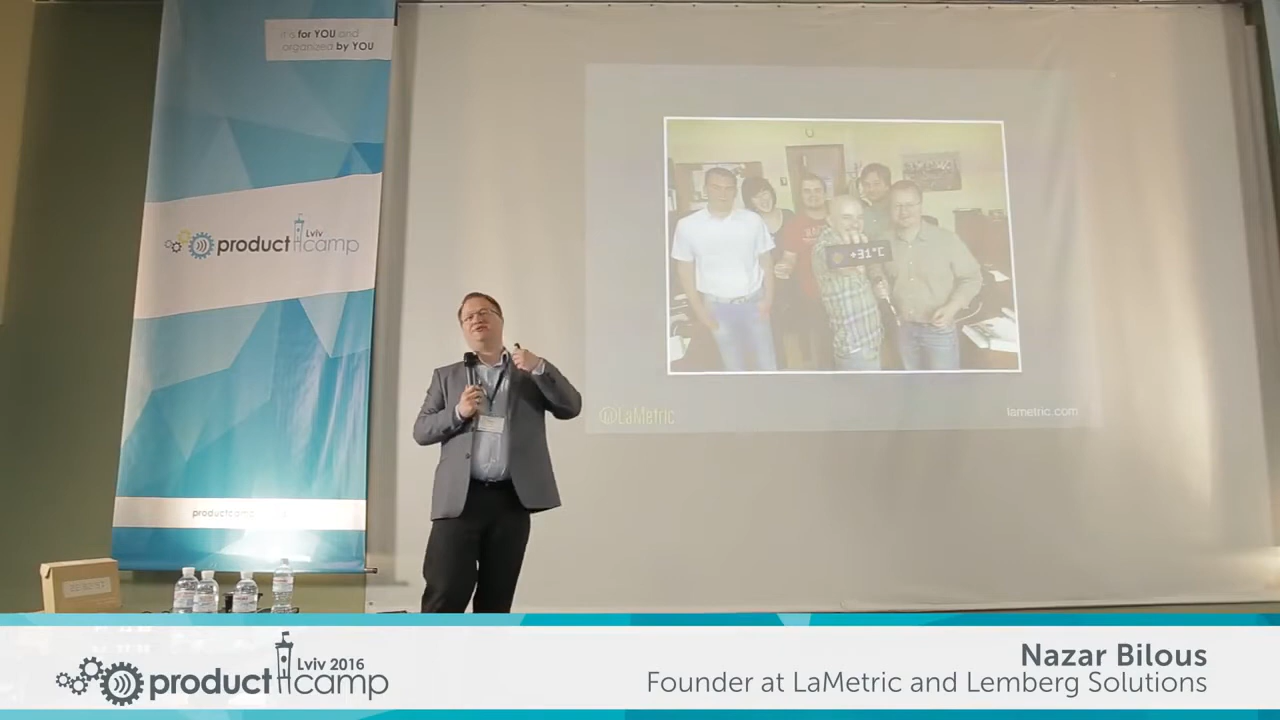 it's for YOU and
organized by YOU
Lviv
product camp
+31°C
@LaMetric
lametric.com
Lviv 2016
product camp
Nazar Bilous
Founder at LaMetric and Lemberg Solutions